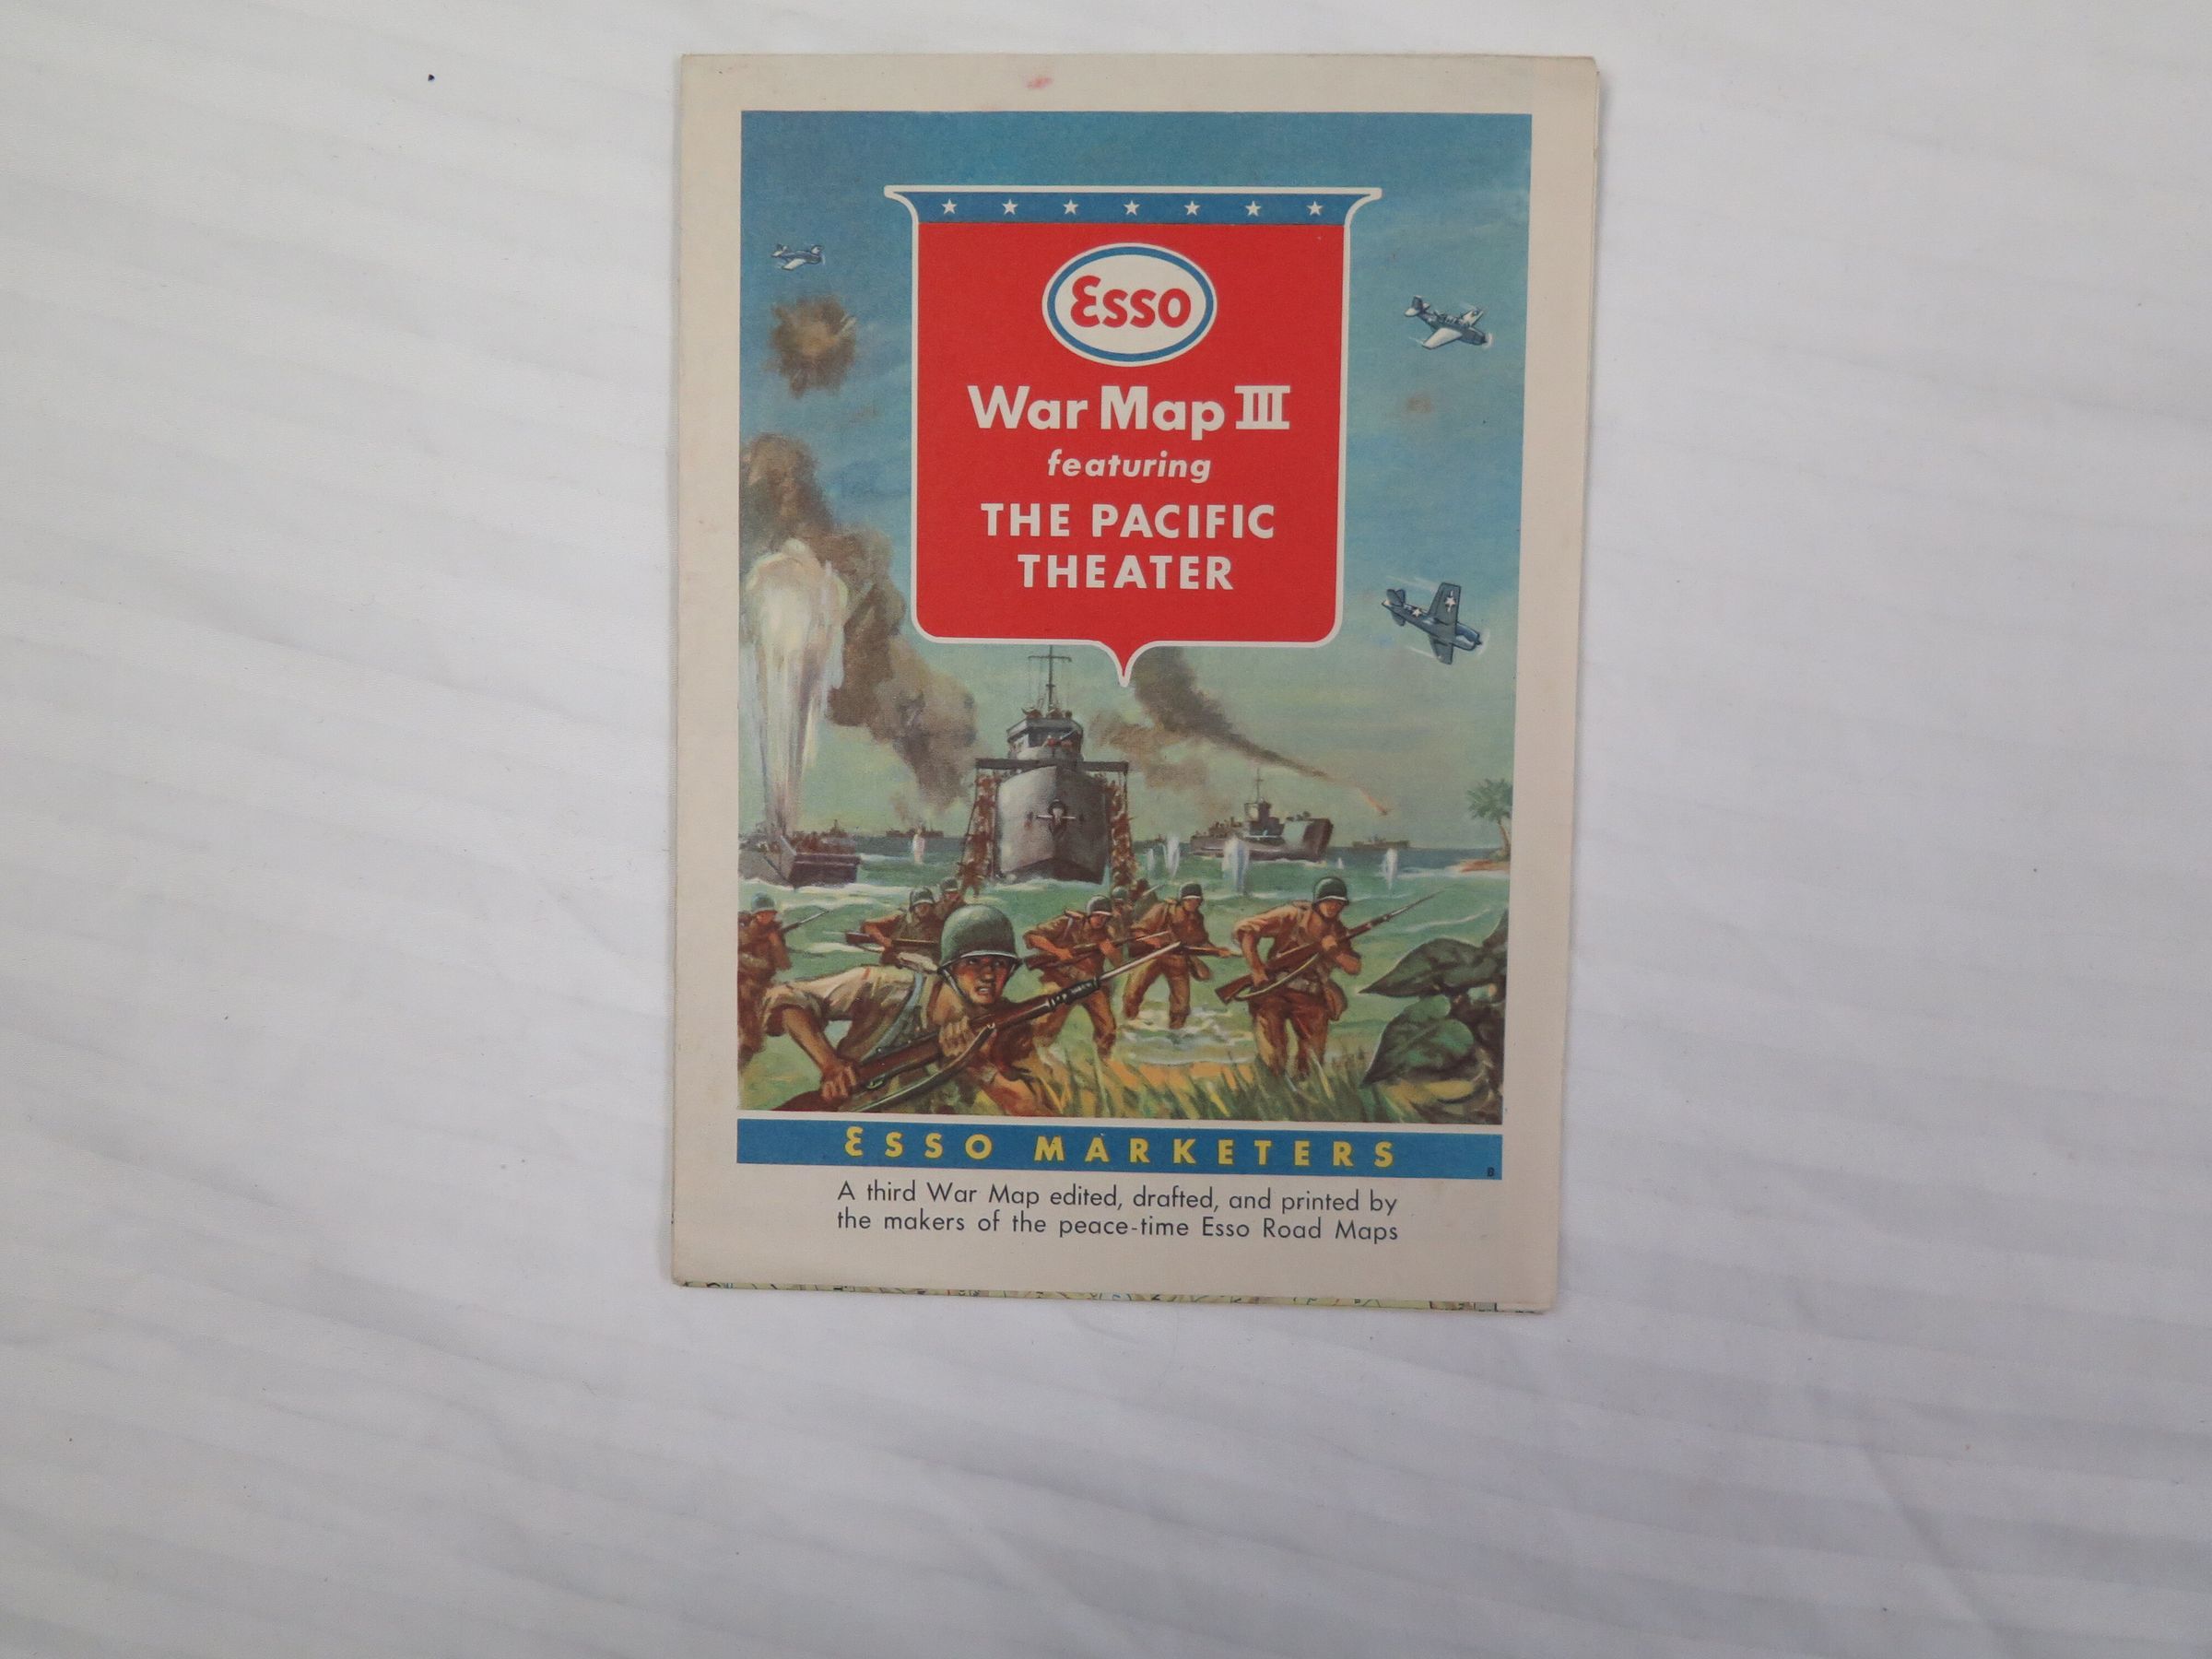 Esso
War Map III
featuring
THE PACIFIC
THEATER
ESSO MARKETERS
A third War Map edited, drafted, and printed by
the makers of the peace-time Esso Road Maps